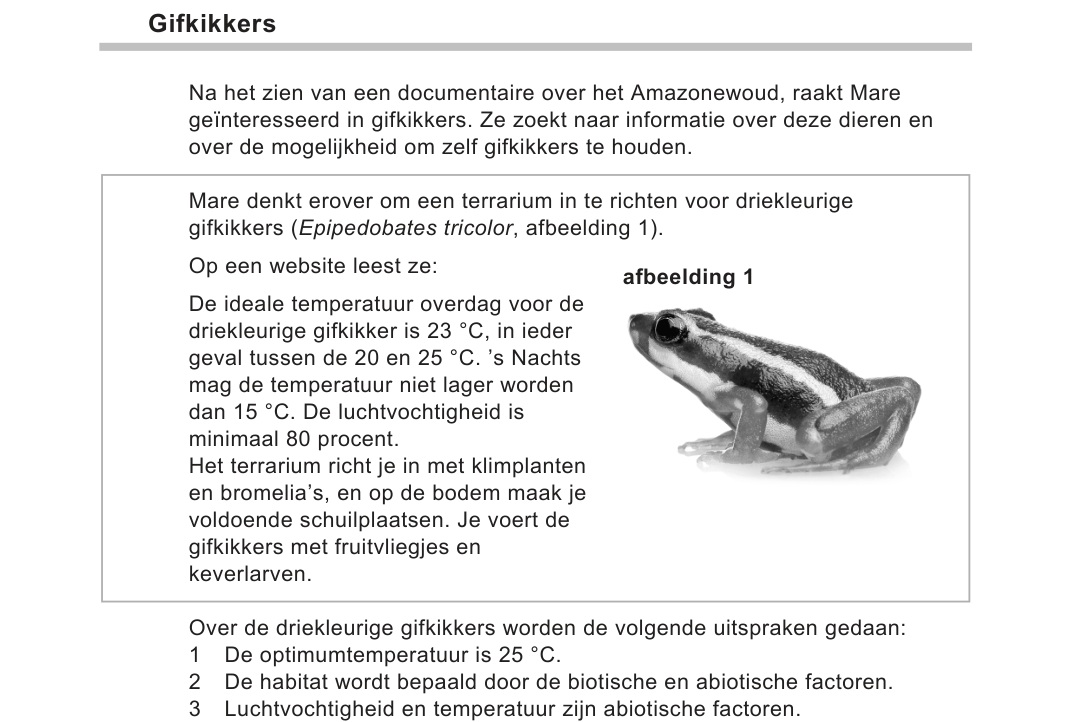 Gifkikkers
Na het zien van een documentaire over het Amazonewoud, raakt Mare
geïnteresseerd in gifkikkers. Ze zoekt naar informatie over deze dieren en
over de mogelijkheid om zelf gifkikkers te houden.
Mare denkt erover om een terrarium in te richten voor driekleurige
gifkikkers (Epipedobates tricolor, afbeelding 1).
Op een website leest ze:
De ideale temperatuur overdag voor de
driekleurige gifkikker is 23 °C, in ieder
geval tussen de 20 en 25 °C. ’s Nachts
mag de temperatuur niet lager worden
dan 15 °C. De luchtvochtigheid is
minimaal 80 procent.
Het terrarium richt je in met klimplanten
en bromelia’s, en op de bodem maak je
voldoende schuilplaatsen. Je voert de
gifkikkers met fruitvliegjes en
keverlarven.
afbeelding 1
Over de driekleurige gifkikkers worden de volgende uitspraken gedaan:
1 De optimumtemperatuur is 25 °C.
2 De habitat wordt bepaald door de biotische en abiotische factoren.
3 Luchtvochtigheid en temperatuur zijn abiotische factoren.